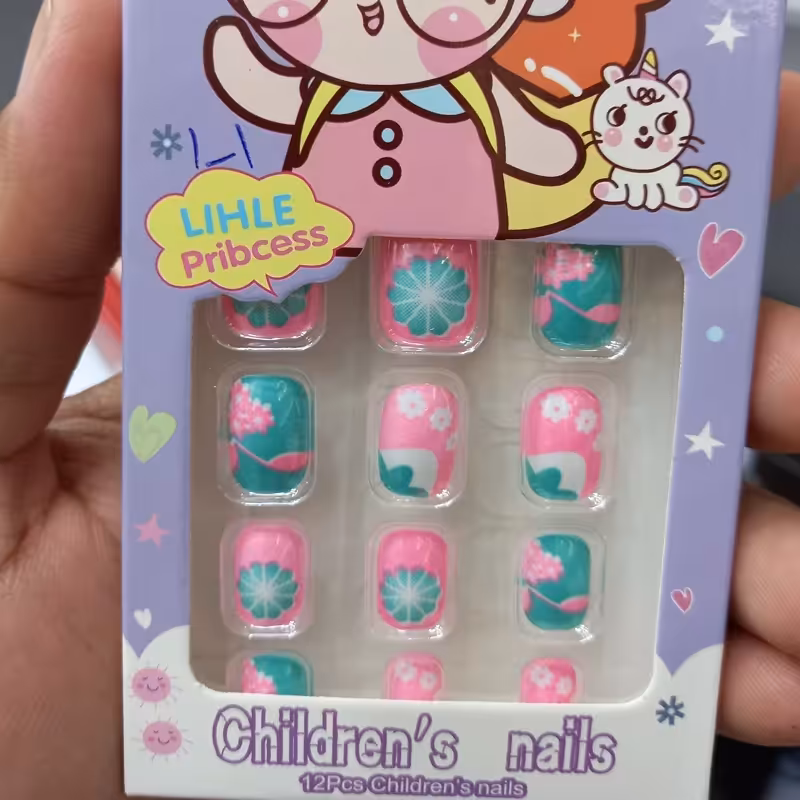 LIHLE
Pribcess
Children's nails
12Pcs Children's nails